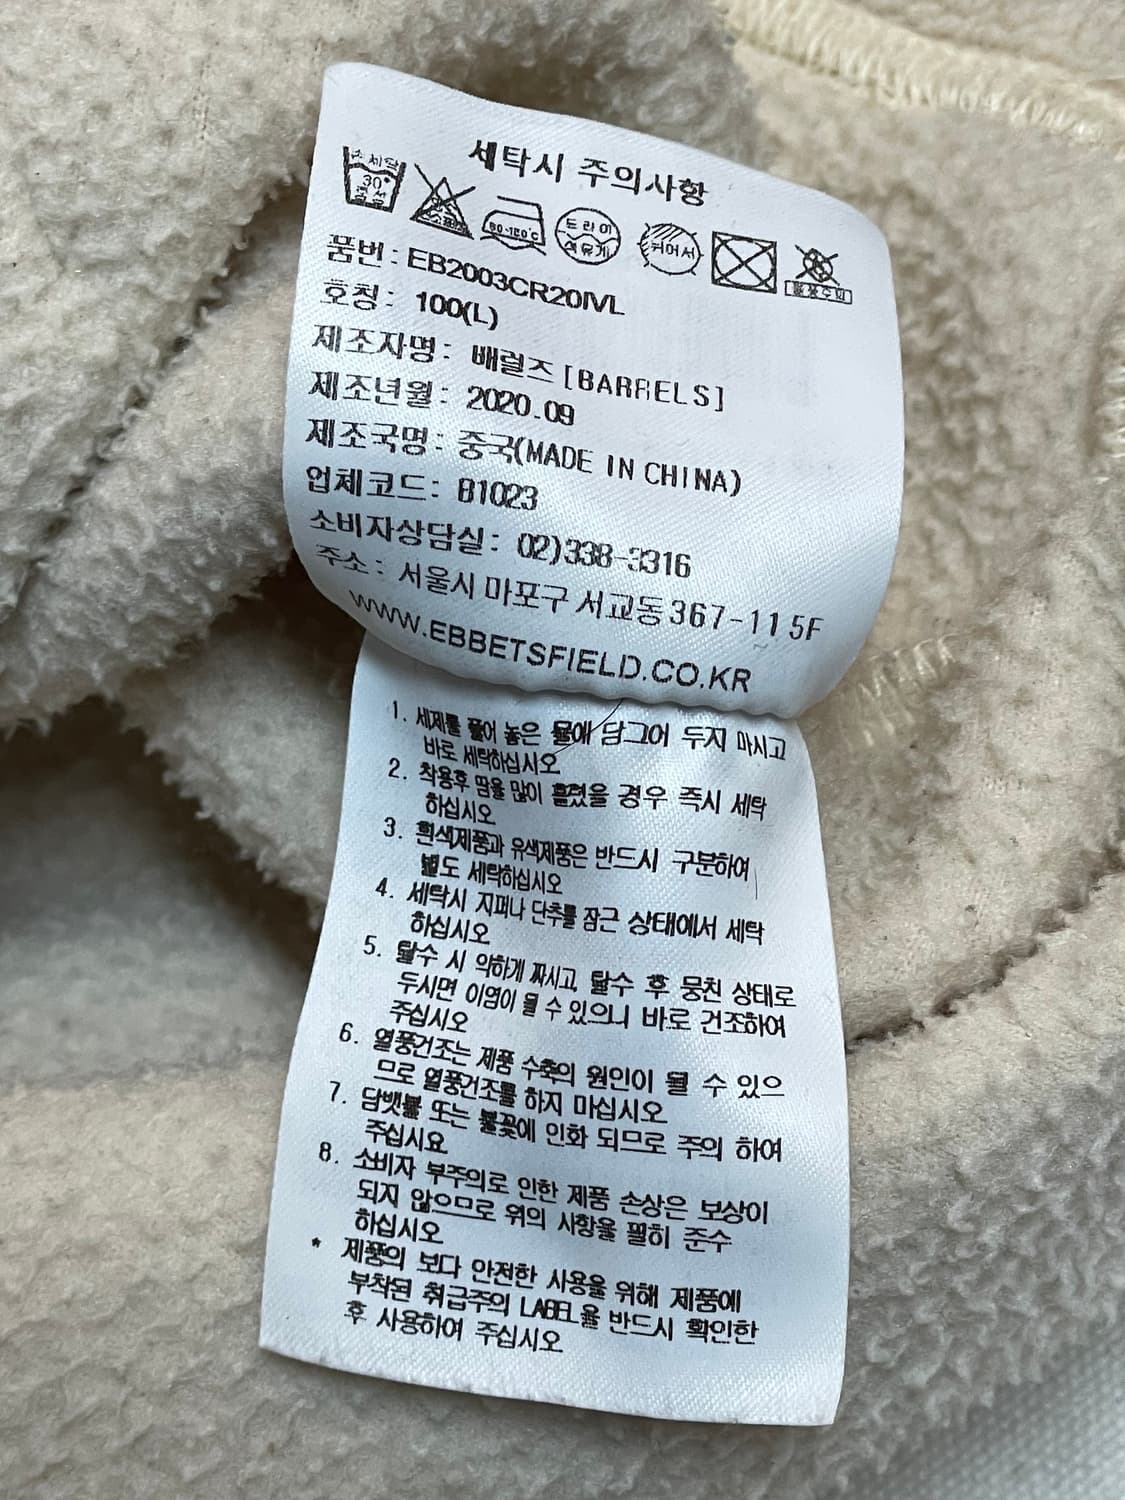 세탁시 주의사항
30°
80-120°C
드라이
석유계
품번: EB2003CR20IVL
호칭: 100(L)
제조자명: 배럴즈 [BARRELS]
제조년월: 2020.09
제조국명: 중국(MADE IN CHINA)
업체코드: B1023
소비자상담실: 02)338-3316
주소: 서울시 마포구 서교동 367-11 5F
WWW.EBBETSFIELD.CO.KR
1. 세제를 풀어 놓은 물에 담그어 두지 마시고
바로 세탁하십시오
2. 착용후 땀을 많이 흘렸을 경우 즉시 세탁
하십시오
3. 흰색제품과 유색제품은 반드시 구분하여
별도 세탁하십시오
4. 세탁시 지퍼나 단추를 잠근 상태에서 세탁
하십시오
5. 탈수 시 약하게 짜시고, 탈수 후 뭉친 상태로
두시면 이염이 될 수 있으니 바로 건조하여
주십시오
6. 열풍건조는 제품 수축의 원인이 될 수 있으
므로 열풍건조를 하지 마십시오
7. 담뱃불 또는 불꽃에 인화 되므로 주의 하여
주십시요
8. 소비자 부주의로 인한 제품 손상은 보상이
되지 않으므로 위의 사항을 필히 준수
하십시오
* 제품의 보다 안전한 사용을 위해 제품에
부착된 취급주의 LABEL을 반드시 확인한
후 사용하여 주십시오